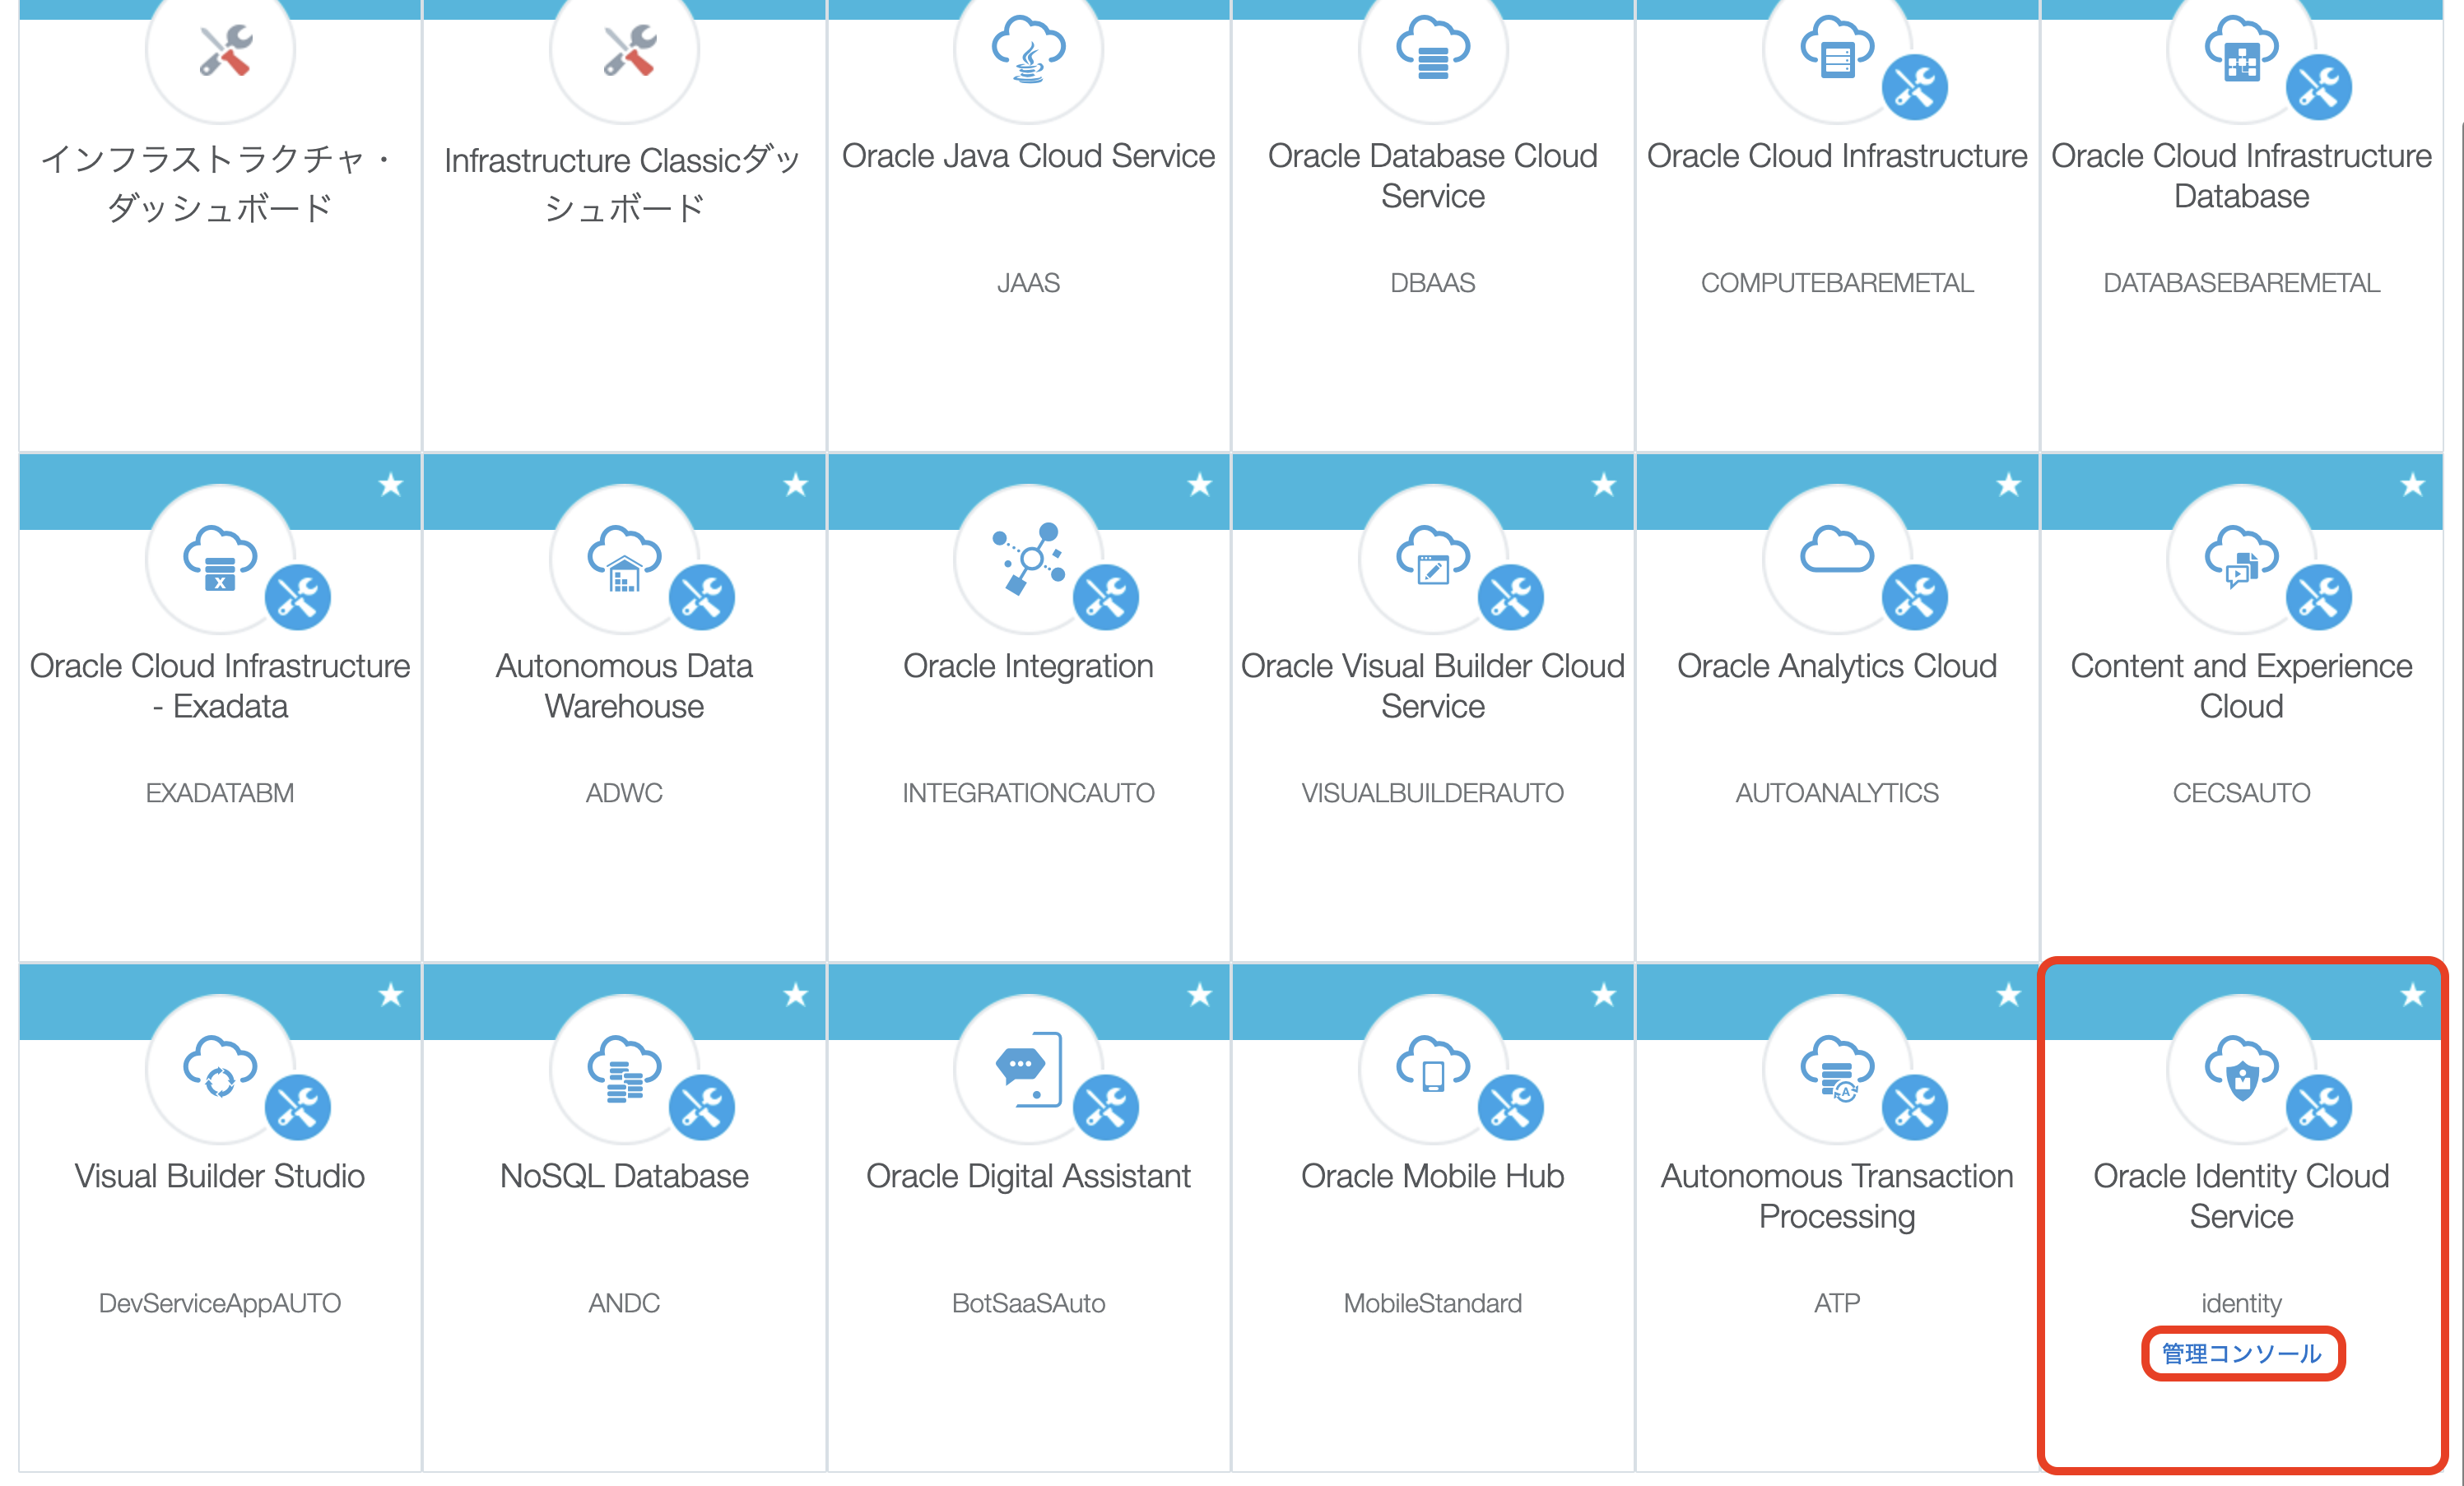 インフラストラクチャ・
ダッシュボード
Infrastructure Classicダッ
シュボード
Oracle Java Cloud Service
JAAS
Oracle Database Cloud
Service
DBAAS
Oracle Cloud Infrastructure
COMPUTEBAREMETAL
Oracle Cloud Infrastructure
Database
DATABASEBAREMETAL
Oracle Cloud Infrastructure
- Exadata
EXADATABM
Autonomous Data
Warehouse
ADWC
Oracle Integration
INTEGRATIONCAUTO
Oracle Visual Builder Cloud
Service
VISUALBUILDERAUTO
Oracle Analytics Cloud
AUTOANALYTICS
Content and Experience
Cloud
CECSAUTO
Visual Builder Studio
DevServiceAppAUTO
NoSQL Database
ANDC
Oracle Digital Assistant
BotSaaSAuto
Oracle Mobile Hub
MobileStandard
Autonomous Transaction
Processing
ATP
Oracle Identity Cloud
Service
identity
管理コンソール